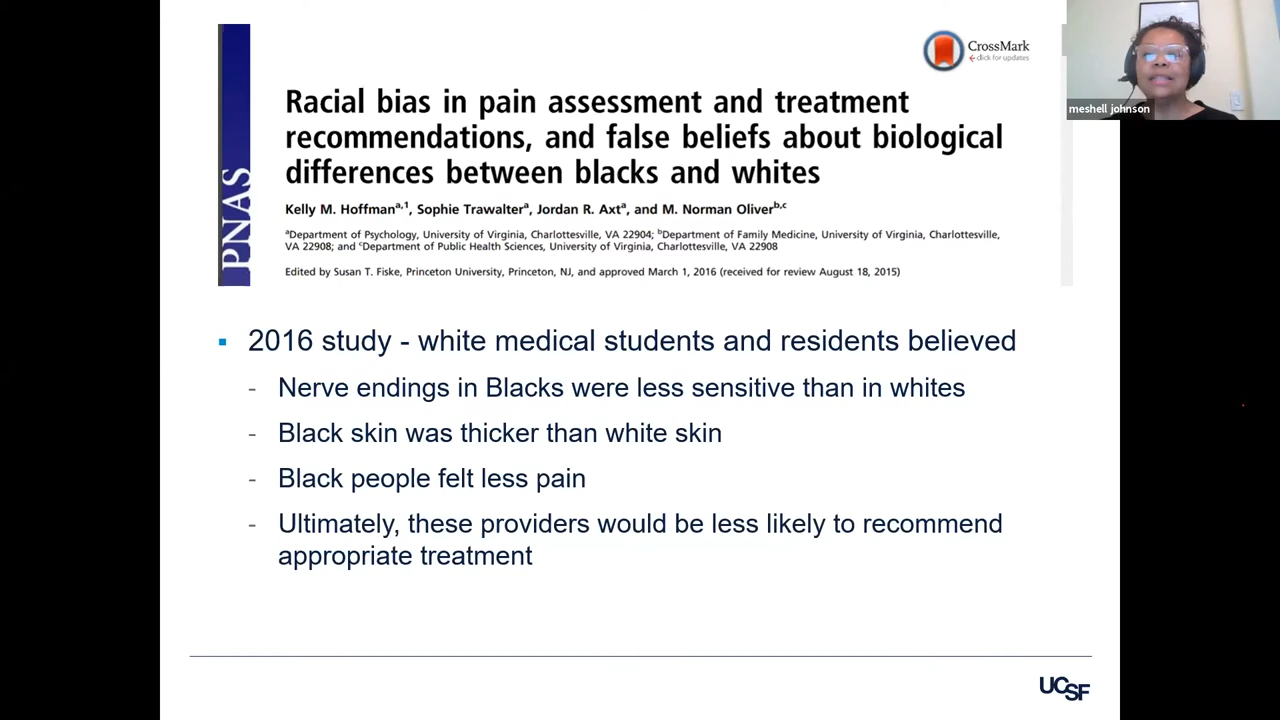 CrossMark
click for updates
PNAS
Racial bias in pain assessment and treatment
recommendations, and false beliefs about biological
differences between blacks and whites
Kelly M. Hoffmanᵃ,¹, Sophie Trawalterᵃ, Jordan R. Axtᵃ, and M. Norman Oliverᵇ,ᶜ
ᵃDepartment of Psychology, University of Virginia, Charlottesville, VA 22904; ᵇDepartment of Family Medicine, University of Virginia, Charlottesville,
VA 22908; and ᶜDepartment of Public Health Sciences, University of Virginia, Charlottesville, VA 22908
Edited by Susan T. Fiske, Princeton University, Princeton, NJ, and approved March 1, 2016 (received for review August 18, 2015)
meshell johnson
▪ 2016 study - white medical students and residents believed
- Nerve endings in Blacks were less sensitive than in whites
- Black skin was thicker than white skin
- Black people felt less pain
- Ultimately, these providers would be less likely to recommend
appropriate treatment
UCSF